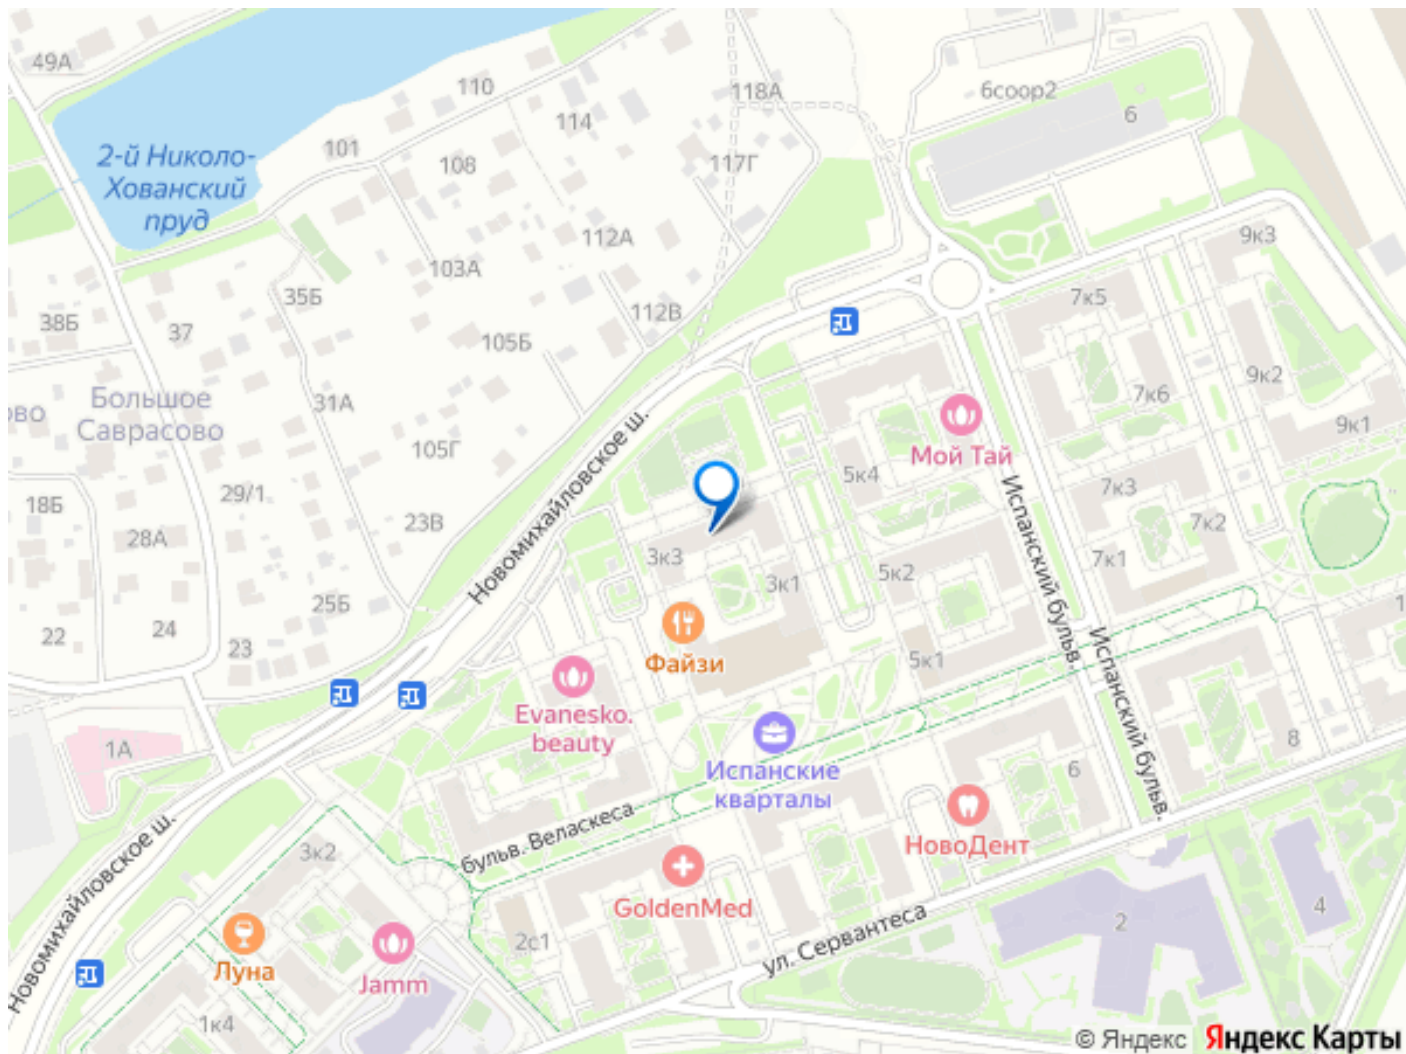 49А
110
118А
6соор2
114
6
101
2-й Николо-
Хованский
пруд
108
117Г
112А
9к3
103А
35Б
7к5
112В
38Б
37
105Б
9к2
7к6
Большое
Саврасово
ово
31А
Мой Тай
9к1
105Г
5к4
Новомихайловское ш.
Испанский бульв.
7к3
18Б
29/1
23В
7к2
28А
3к3
7к1
5к2
3к1
25Б
1
22
24
23
Файзи
5к1
Испанский бульв.
Evanesko.
beauty
1А
8
Испанские
кварталы
6
бульв. Веласкеса
НовоДент
3к2
Новомихайловское ш.
GoldenMed
4
2
2с1
ул. Сервантеса
Луна
Jamm
1к4
© Яндекс Яндекс Карты